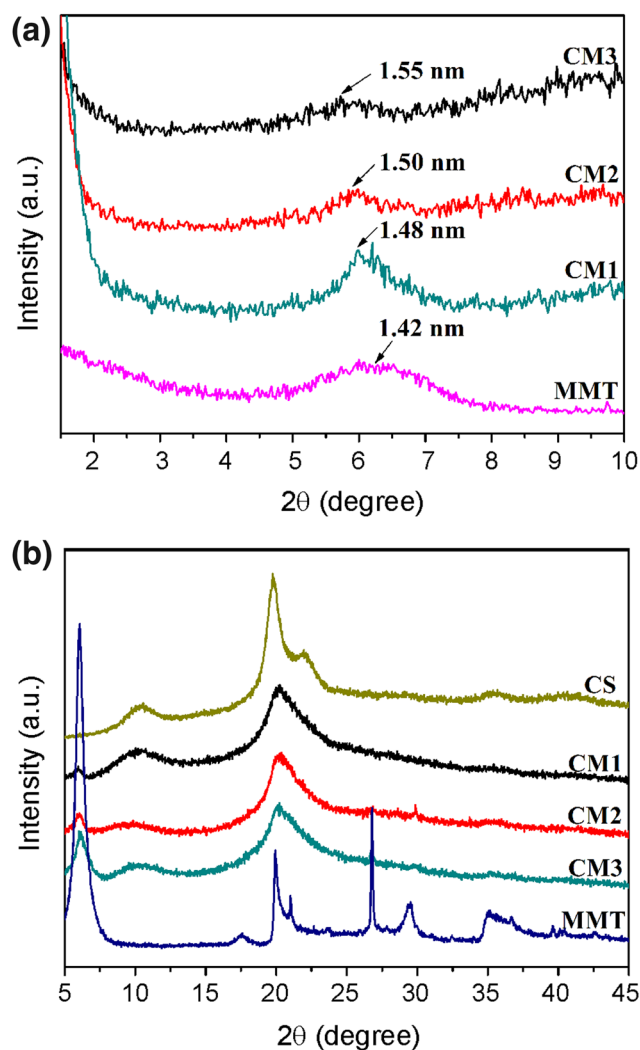 (a)
CM3
1.55 nm
CM2
1.50 nm
1.48 nm
CM1
1.42 nm
MMT
Intensity (a.u.)
2 3 4 5 6 7 8 9 10
2θ (degree)
(b)
CS
CM1
CM2
CM3
MMT
Intensity (a.u.)
5 10 15 20 25 30 35 40 45
2θ (degree)